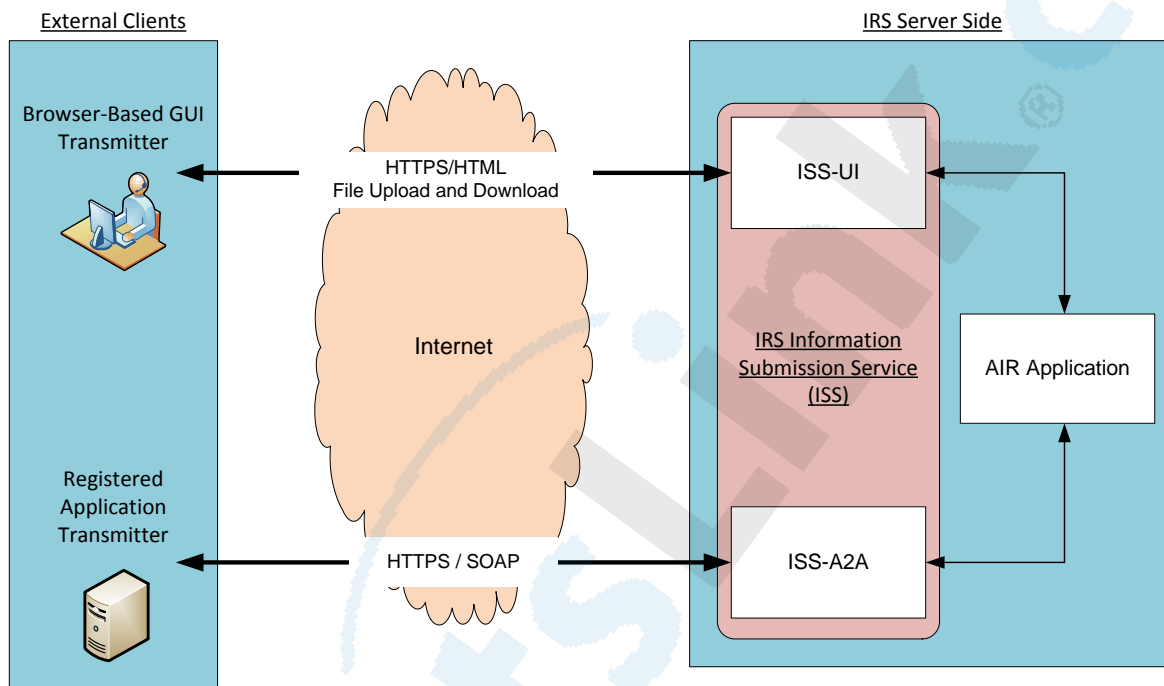 External Clients
IRS Server Side
Browser-Based GUI
Transmitter
HTTPS/HTML
File Upload and Download
ISS-UI
Internet
IRS Information
Submission Service
(ISS)
AIR Application
Registered
Application
Transmitter
HTTPS / SOAP
ISS-A2A